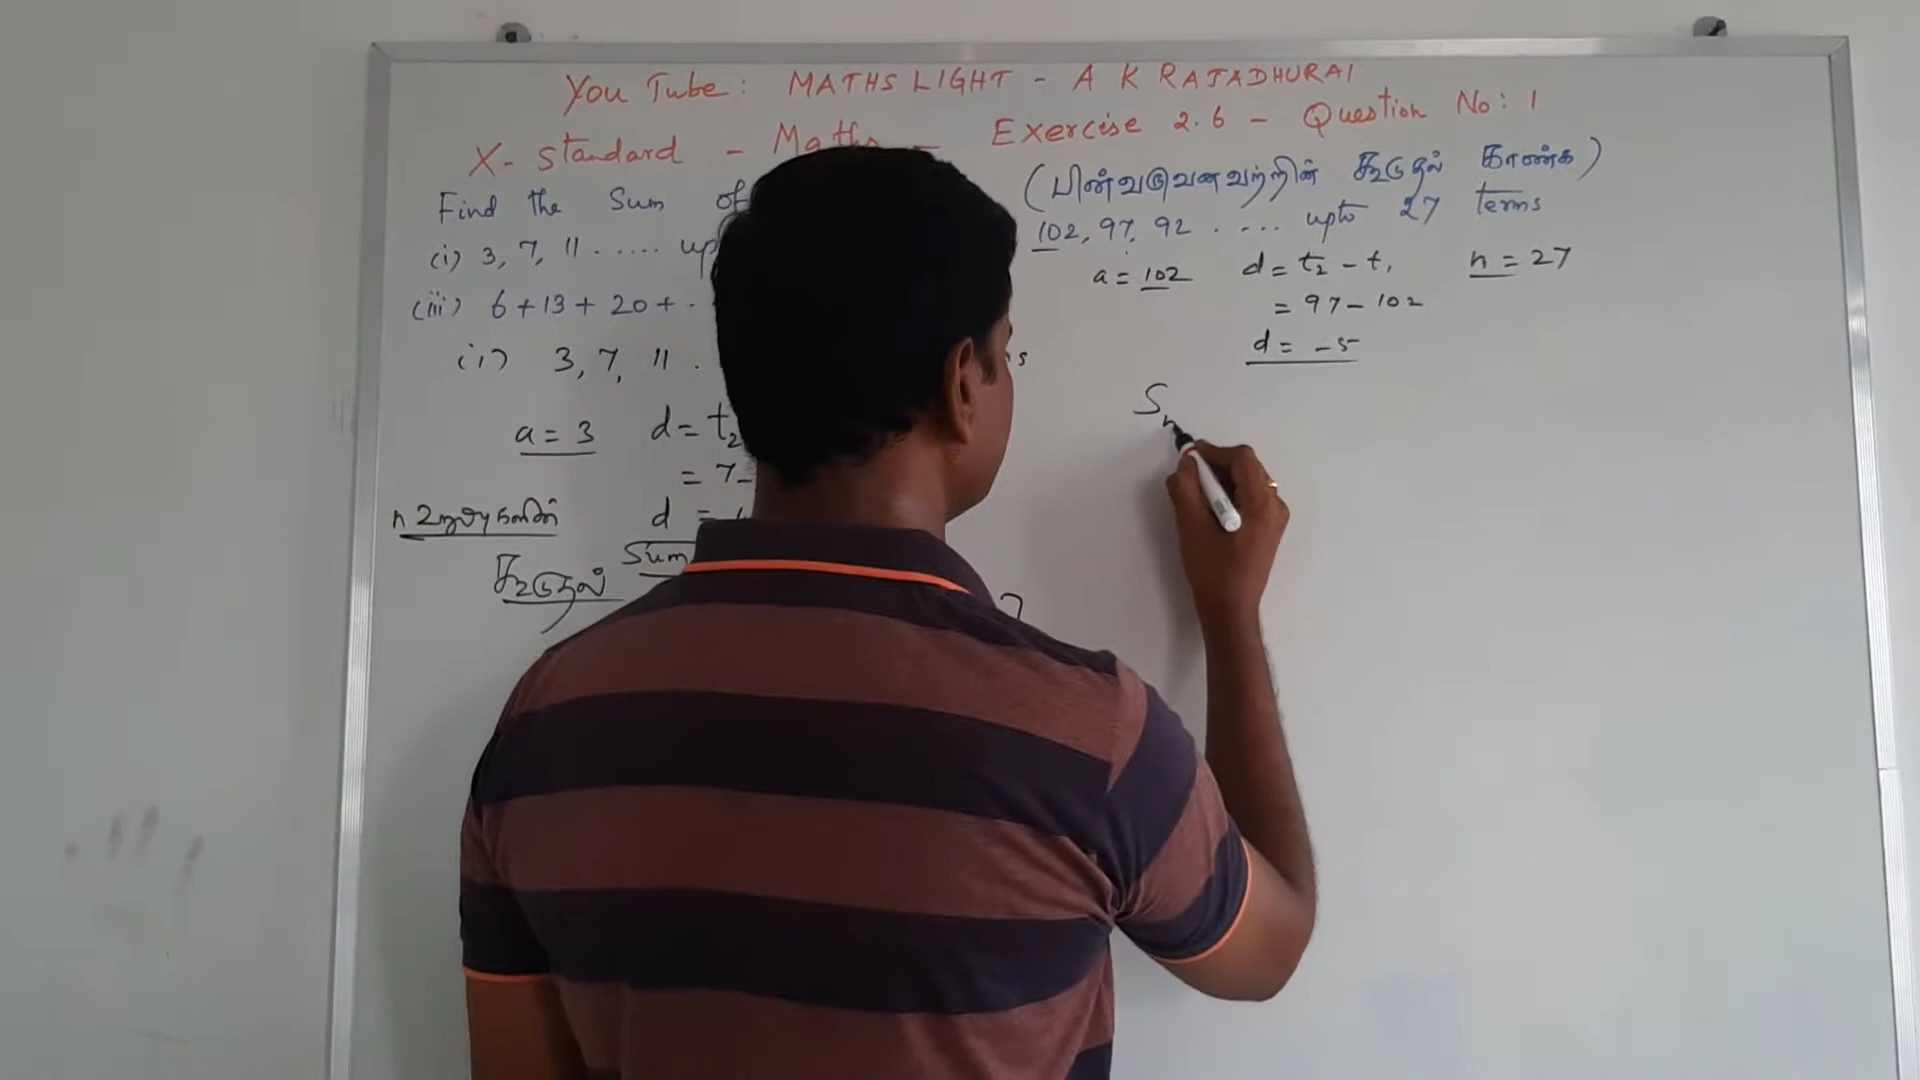 You Tube: MATHS LIGHT - A K RAJADHURAI
X- Standard - Maths - Exercise 2.6 - Question No: 1
Find the Sum of (பின்வருவனவற்றின் கூடுதல் காண்க)
(i) 3, 7, 11 ..... up
102, 97, 92 ..... upto 27 terms
(iii) 6 + 13 + 20 + .
a = 102 d = t₂ - t₁ n = 27
= 97 - 102
d = -5
Sn
(i) 3, 7, 11 .
a = 3 d = t₂
= 7 -
d =
n உறுப்புகளின்
கூடுதல் Sum